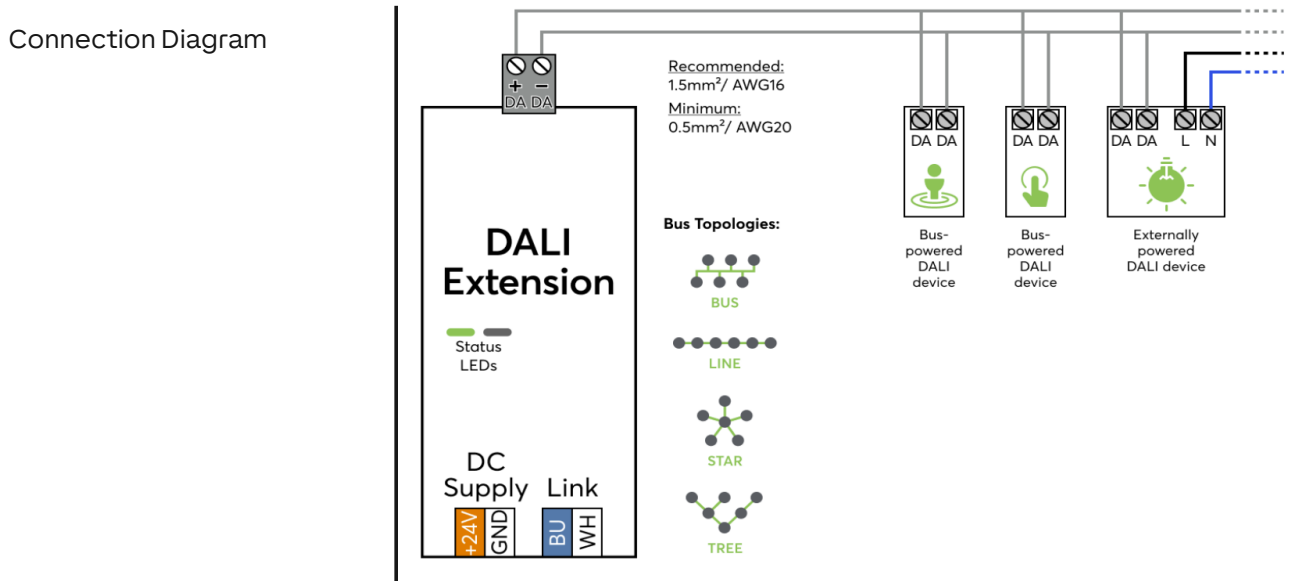 Connection Diagram
+ −
DA DA
Recommended:
1.5mm²/ AWG16
Minimum:
0.5mm²/ AWG20
DA DA
DA DA
DA DA L N
Bus-
powered
DALI
device
Bus-
powered
DALI
device
Externally
powered
DALI device
DALI
Extension
Status
LEDs
Bus Topologies:
BUS
LINE
STAR
TREE
DC
Supply
Link
+24V
GND
BU
WH